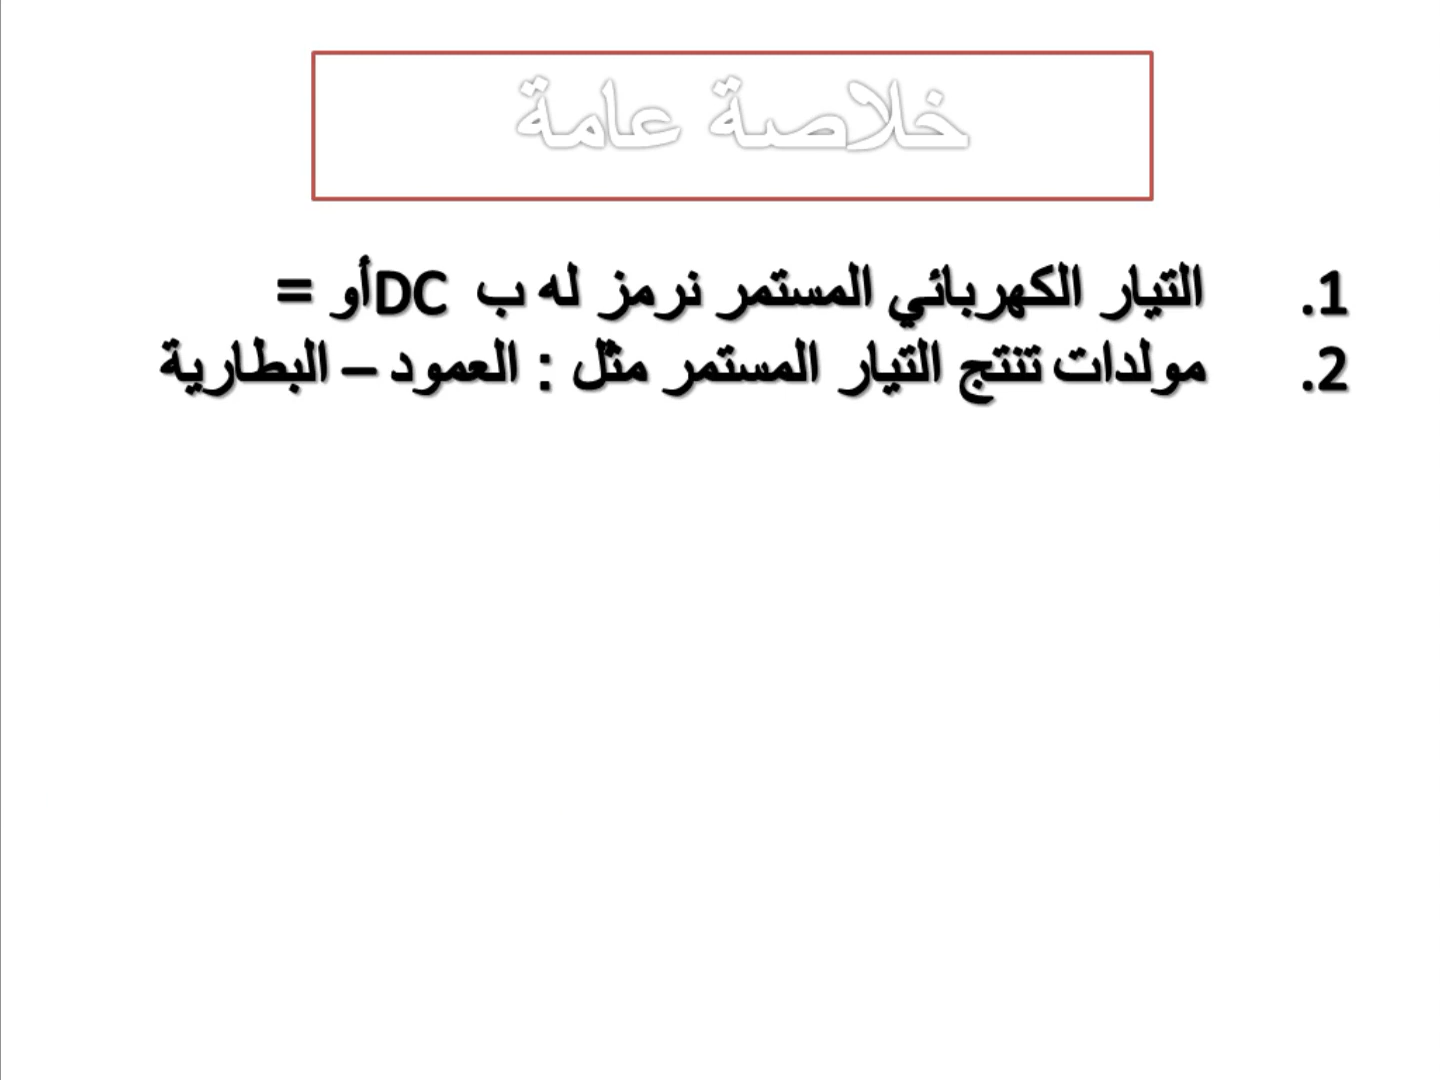 خلاصة عامة
1. التيار الكهربائي المستمر نرمز له ب DCأو =
2. مولدات تنتج التيار المستمر مثل : العمود – البطارية